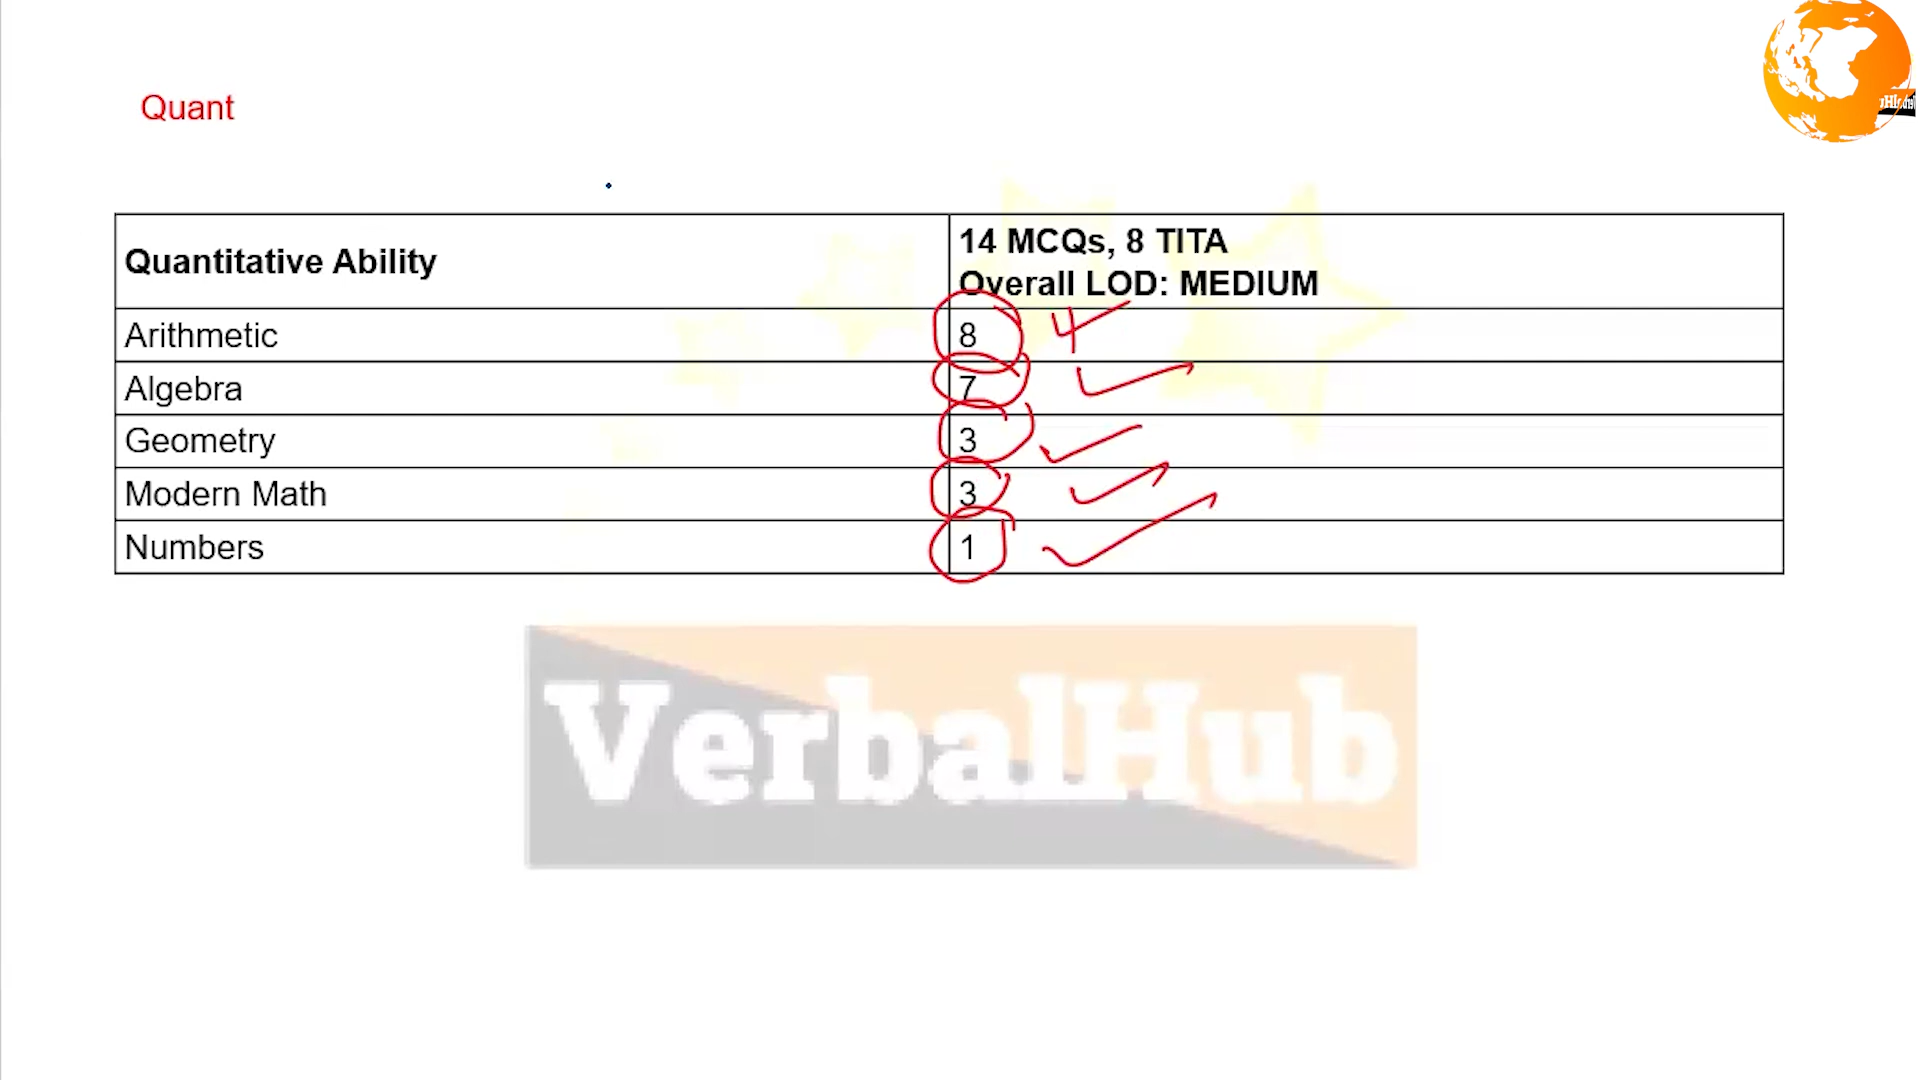 Quant
Quantitative Ability
14 MCQs, 8 TITA
Overall LOD: MEDIUM
Arithmetic 8 4
Algebra 7
Geometry 3
Modern Math 3
Numbers 1
VerbalHub